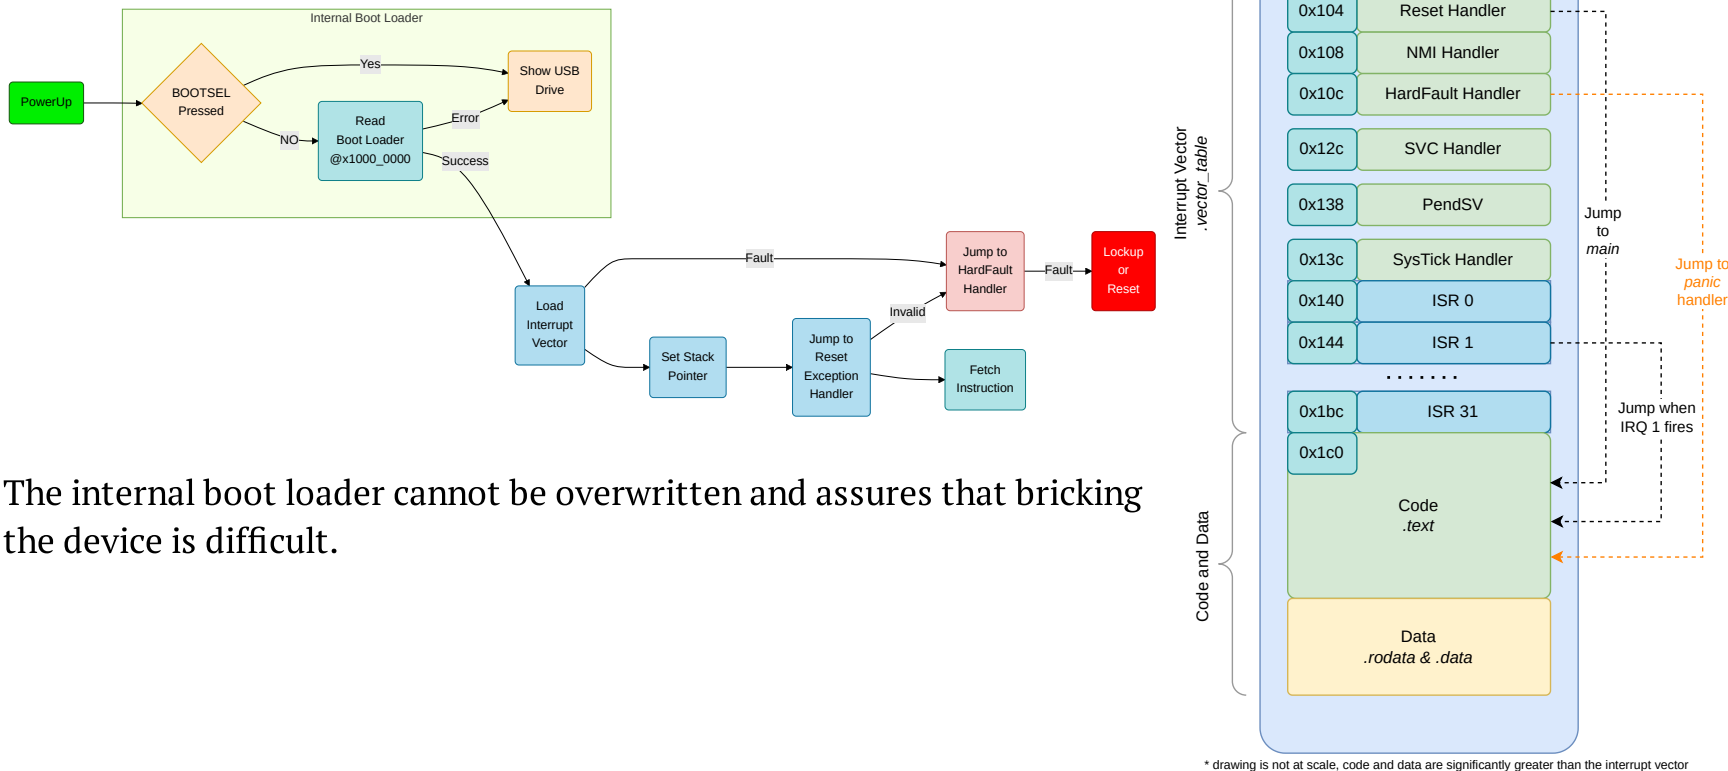 Internal Boot Loader
PowerUp
BOOTSEL
Pressed
Yes
NO
Read
Boot Loader
@x1000_0000
Error
Success
Show USB
Drive
Load
Interrupt
Vector
Fault
Set Stack
Pointer
Jump to
Reset
Exception
Handler
Invalid
Jump to
HardFault
Handler
Fault
Lockup
or
Reset
Fetch
Instruction
The internal boot loader cannot be overwritten and assures that bricking
the device is difficult.
Interrupt Vector
.vector_table
Code and Data
0x104 Reset Handler
0x108 NMI Handler
0x10c HardFault Handler
0x12c SVC Handler
0x138 PendSV
0x13c SysTick Handler
0x140 ISR 0
0x144 ISR 1
.......
0x1bc ISR 31
0x1c0
Code
.text
Data
.rodata & .data
Jump
to
main
Jump to
panic
handler
Jump when
IRQ 1 fires
* drawing is not at scale, code and data are significantly greater than the interrupt vector